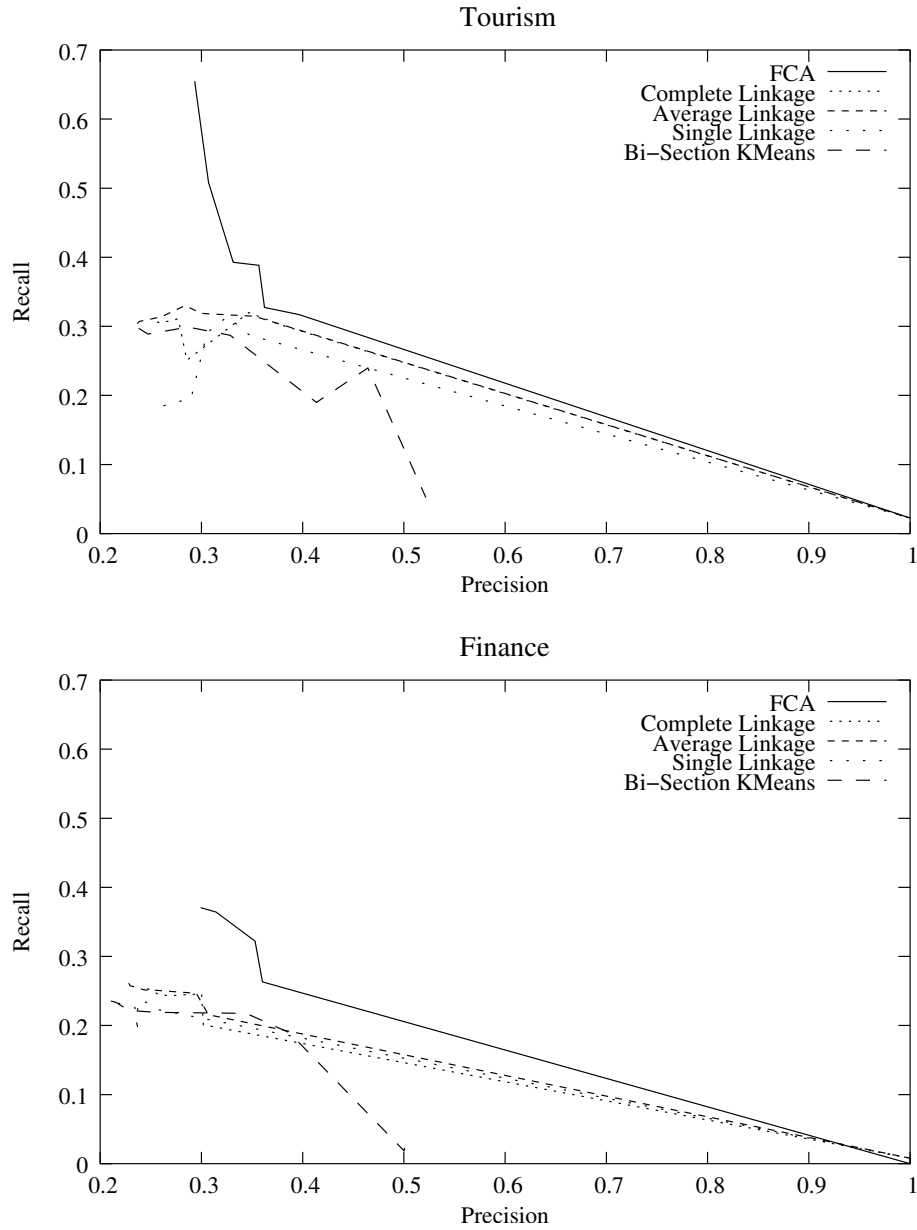 Tourism
0.7
0.6
0.5
0.4
0.3
0.2
0.1
0
Recall
FCA
Complete Linkage
Average Linkage
Single Linkage
Bi−Section KMeans
0.2 0.3 0.4 0.5 0.6 0.7 0.8 0.9 1
Precision
Finance
0.7
0.6
0.5
0.4
0.3
0.2
0.1
0
Recall
FCA
Complete Linkage
Average Linkage
Single Linkage
Bi−Section KMeans
0.2 0.3 0.4 0.5 0.6 0.7 0.8 0.9 1
Precision